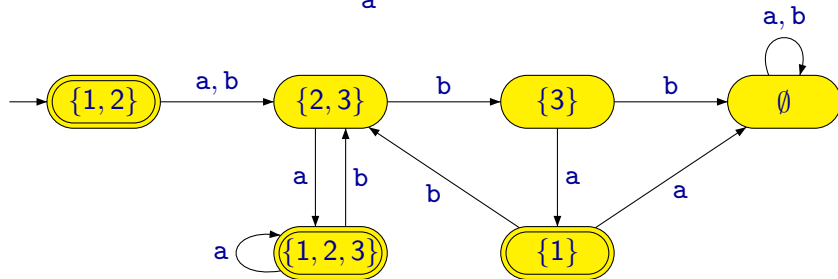 a
a, b
a, b
b
b
{1, 2}
{2, 3}
{3}
∅
a
b
b
a
a
a
{1, 2, 3}
{1}